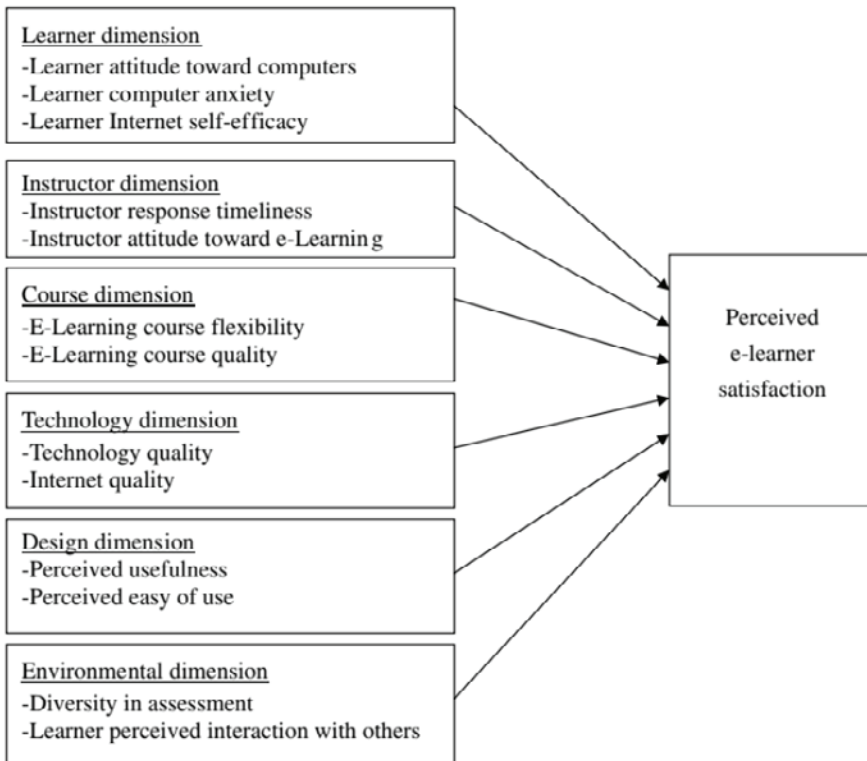 Learner dimension
-Learner attitude toward computers
-Learner computer anxiety
-Learner Internet self-efficacy
Instructor dimension
-Instructor response timeliness
-Instructor attitude toward e-Learning
Course dimension
-E-Learning course flexibility
-E-Learning course quality
Technology dimension
-Technology quality
-Internet quality
Design dimension
-Perceived usefulness
-Perceived easy of use
Environmental dimension
-Diversity in assessment
-Learner perceived interaction with others
Perceived
e-learner
satisfaction